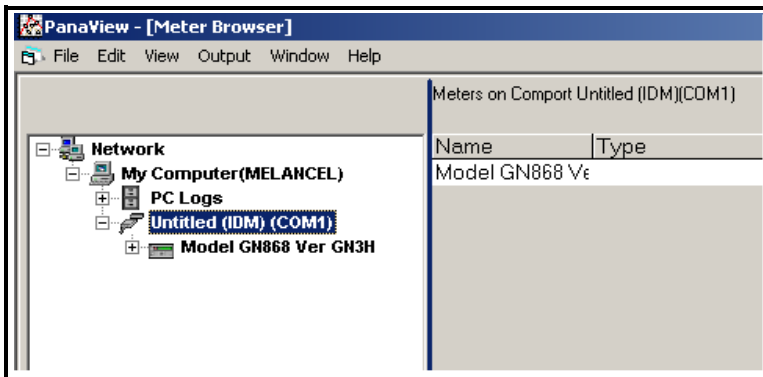 PanaView - [Meter Browser]
File Edit View Output Window Help
Meters on Comport Untitled (IDM)(COM1)
Network
My Computer(MELANCEL)
PC Logs
Untitled (IDM) (COM1)
Model GN868 Ver GN3H
Name Type
Model GN868 Ve